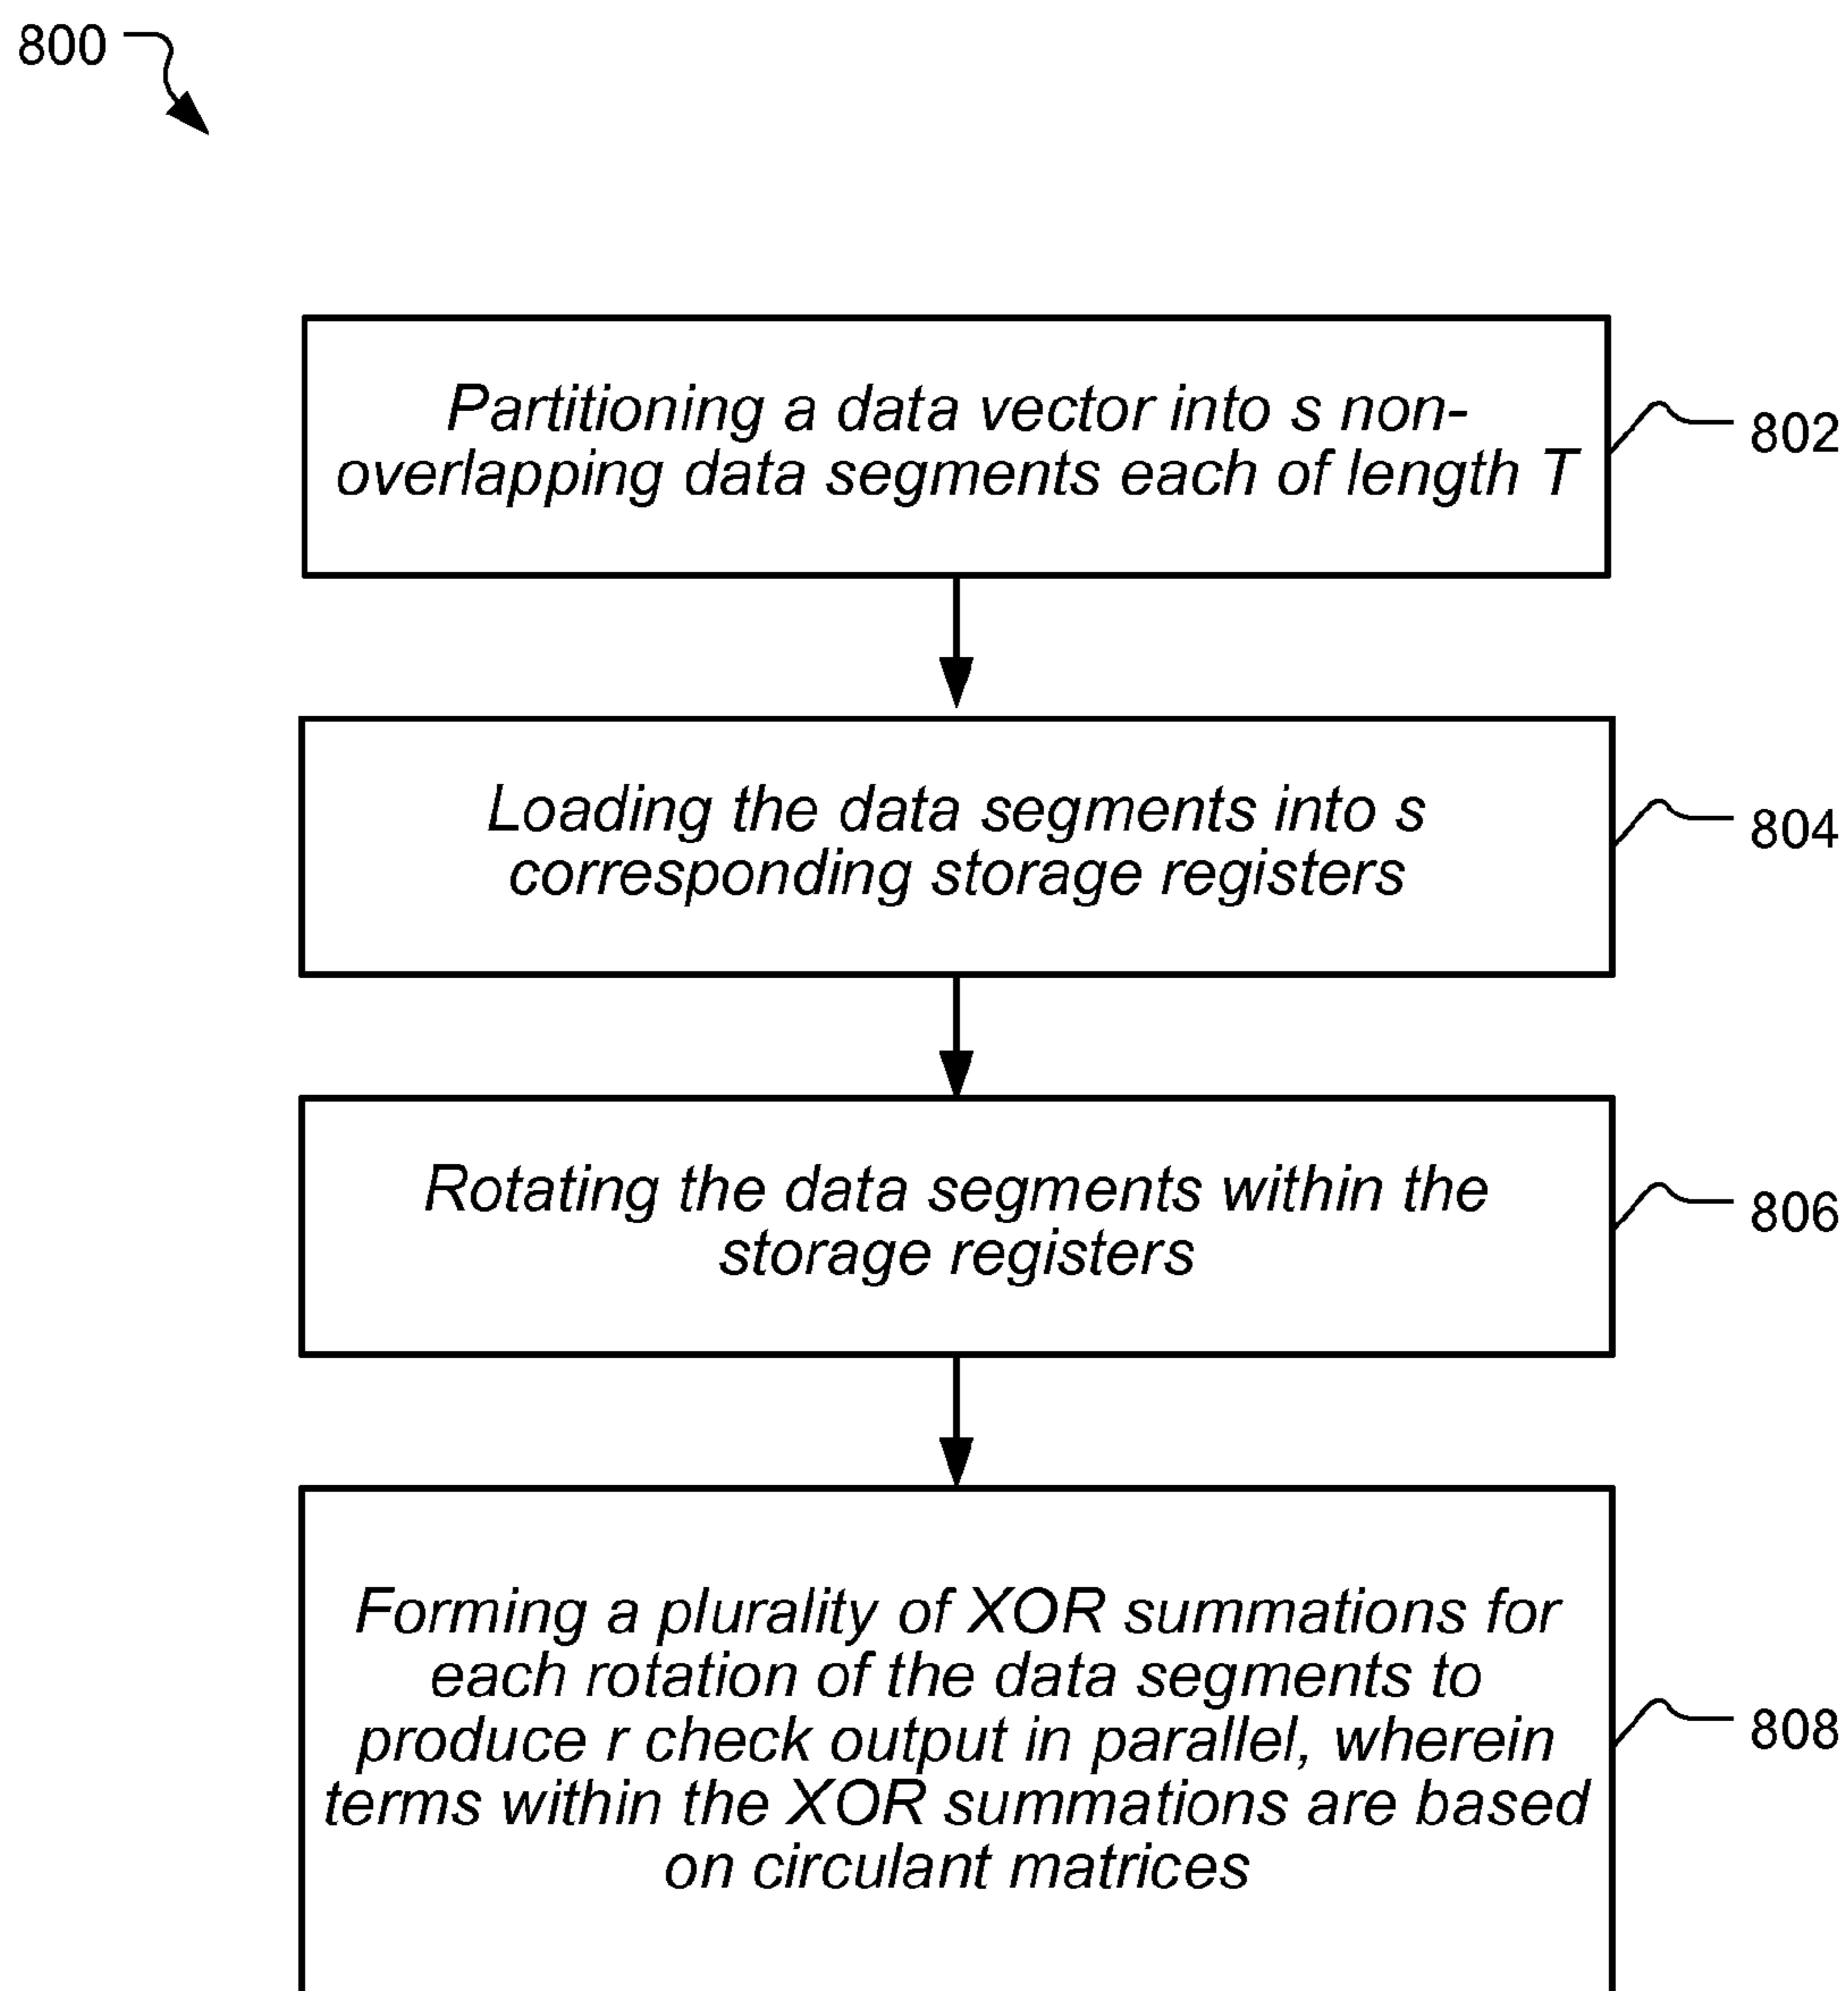 800
Partitioning a data vector into s non-
overlapping data segments each of length T
802
Loading the data segments into s
corresponding storage registers
804
Rotating the data segments within the
storage registers
806
Forming a plurality of XOR summations for
each rotation of the data segments to
produce r check output in parallel, wherein
terms within the XOR summations are based
on circulant matrices
808